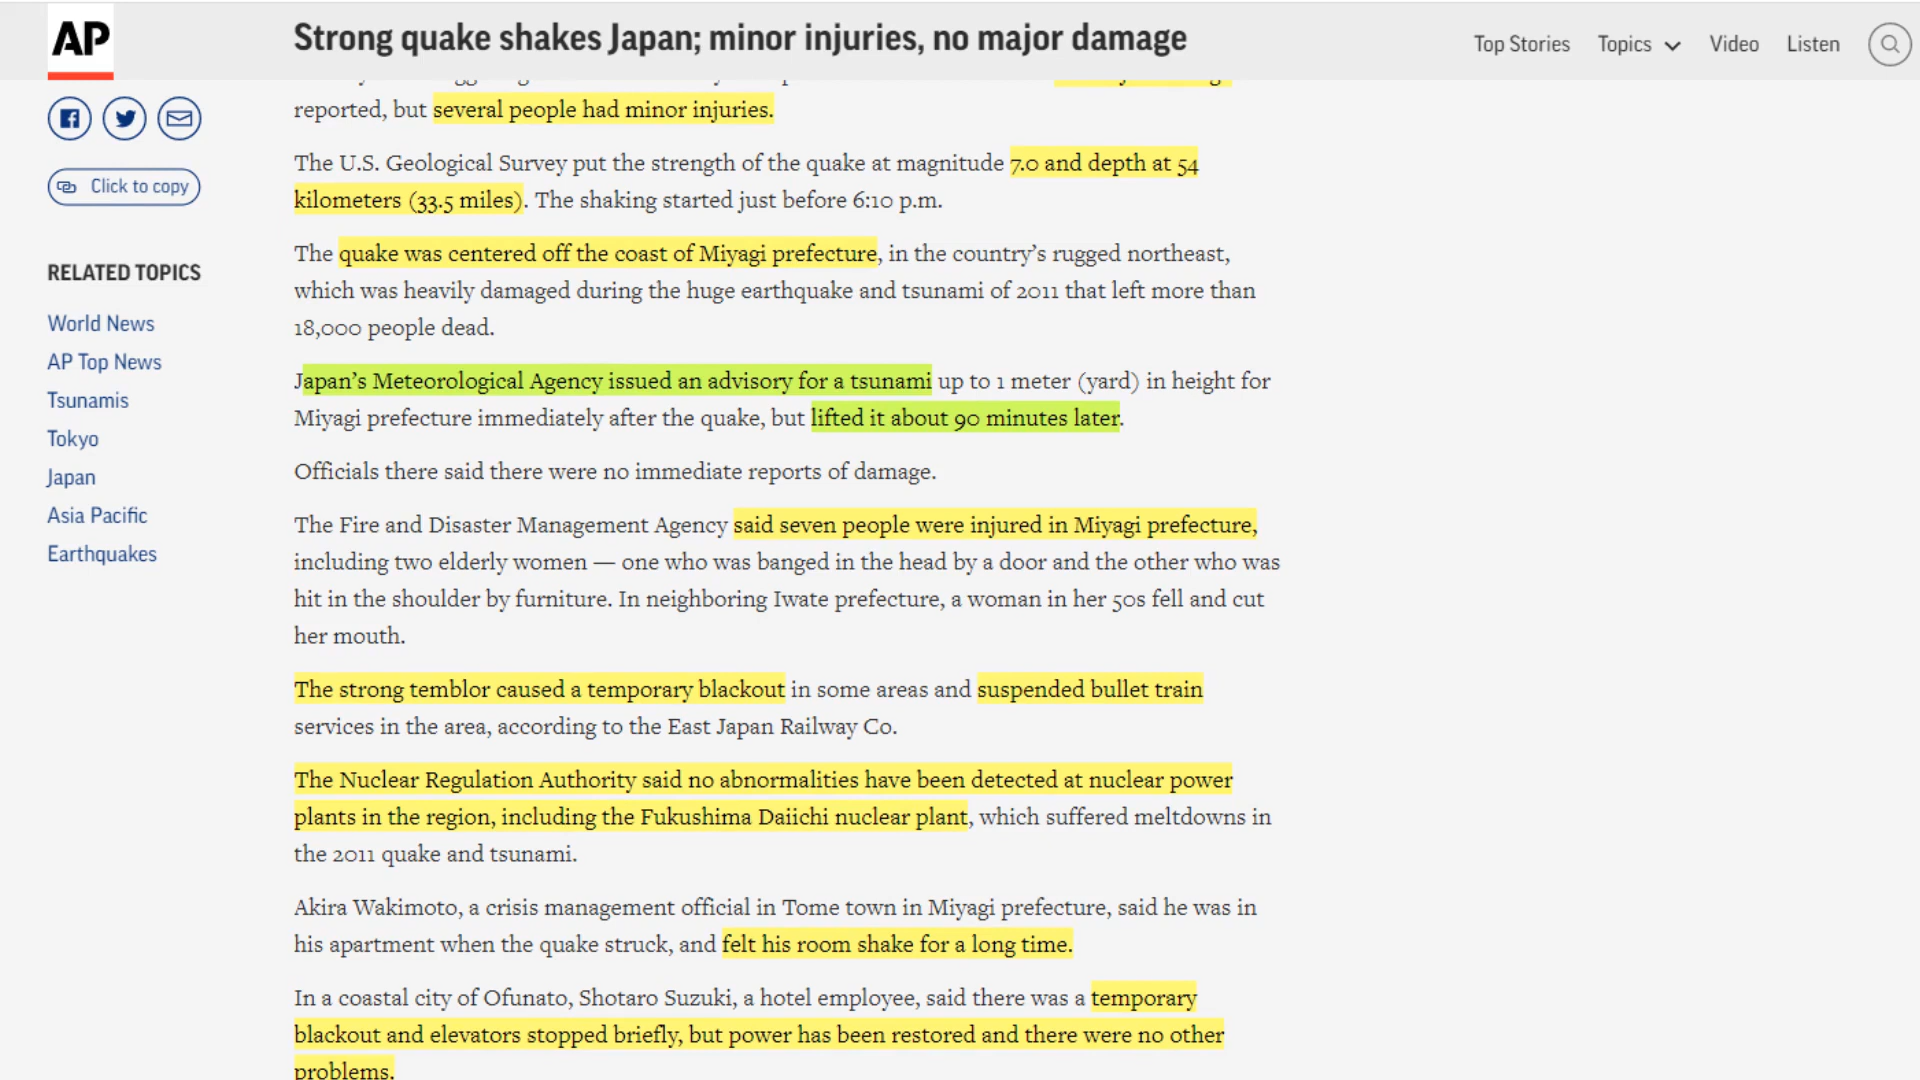 AP
Strong quake shakes Japan; minor injuries, no major damage
Top Stories
Topics
Video
Listen
Click to copy
RELATED TOPICS
World News
AP Top News
Tsunamis
Tokyo
Japan
Asia Pacific
Earthquakes
reported, but several people had minor injuries.
The U.S. Geological Survey put the strength of the quake at magnitude 7.0 and depth at 54
kilometers (33.5 miles). The shaking started just before 6:10 p.m.
The quake was centered off the coast of Miyagi prefecture, in the country’s rugged northeast,
which was heavily damaged during the huge earthquake and tsunami of 2011 that left more than
18,000 people dead.
Japan’s Meteorological Agency issued an advisory for a tsunami up to 1 meter (yard) in height for
Miyagi prefecture immediately after the quake, but lifted it about 90 minutes later.
Officials there said there were no immediate reports of damage.
The Fire and Disaster Management Agency said seven people were injured in Miyagi prefecture,
including two elderly women — one who was banged in the head by a door and the other who was
hit in the shoulder by furniture. In neighboring Iwate prefecture, a woman in her 50s fell and cut
her mouth.
The strong temblor caused a temporary blackout in some areas and suspended bullet train
services in the area, according to the East Japan Railway Co.
The Nuclear Regulation Authority said no abnormalities have been detected at nuclear power
plants in the region, including the Fukushima Daiichi nuclear plant, which suffered meltdowns in
the 2011 quake and tsunami.
Akira Wakimoto, a crisis management official in Tome town in Miyagi prefecture, said he was in
his apartment when the quake struck, and felt his room shake for a long time.
In a coastal city of Ofunato, Shotaro Suzuki, a hotel employee, said there was a temporary
blackout and elevators stopped briefly, but power has been restored and there were no other
problems.